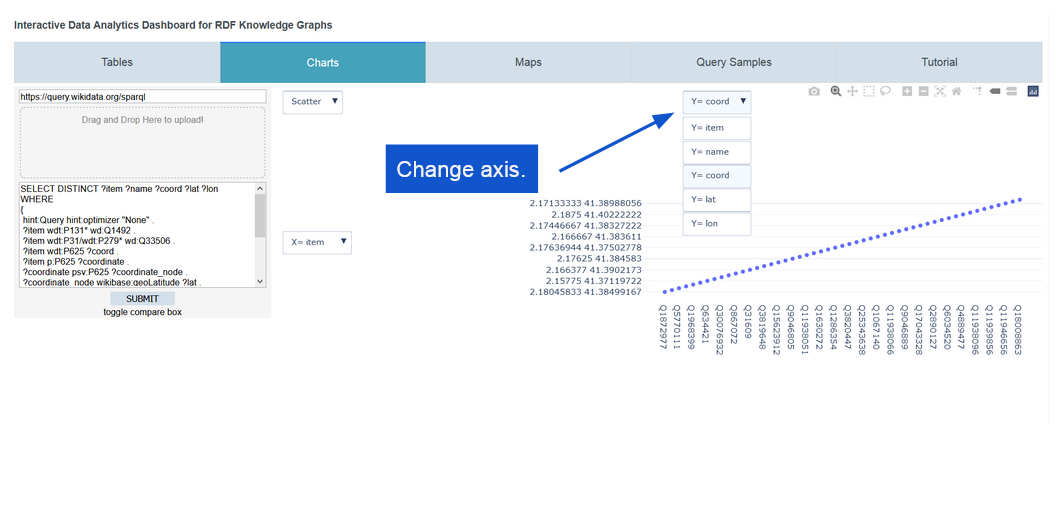 Interactive Data Analytics Dashboard for RDF Knowledge Graphs
Tables
Charts
Maps
Query Samples
Tutorial
https://query.wikidata.org/sparql
Drag and Drop Here to upload!
SELECT DISTINCT ?item ?name ?coord ?lat ?lon
WHERE
{
hint:Query hint:optimizer "None" .
?item wdt:P131* wd:Q1492 .
?item wdt:P31/wdt:P279* wd:Q33506 .
?item wdt:P625 ?coord .
?item p:P625 ?coordinate .
?coordinate psv:P625 ?coordinate_node .
?coordinate_node wikibase:geoLatitude ?lat .
SUBMIT
toggle compare box
Scatter
X= item
Change axis.
Y= coord
Y= item
Y= name
Y= coord
Y= lat
Y= lon
2.17133333 41.38988056
2.1875 41.40222222
2.17446667 41.38327222
2.166667 41.383611
2.17636944 41.37502778
2.17625 41.384583
2.166377 41.3902173
2.15775 41.37119722
2.18045833 41.38499167
Q1872977
Q5770111
Q1968399
Q634421
Q30076932
Q867072
Q31609
Q3819648
Q15623912
Q9046805
Q11938051
Q1630272
Q1286354
Q3820447
Q25343638
Q1067140
Q11938066
Q9046889
Q17043328
Q2890127
Q6034520
Q4889477
Q11938096
Q11939856
Q11946656
Q18008863